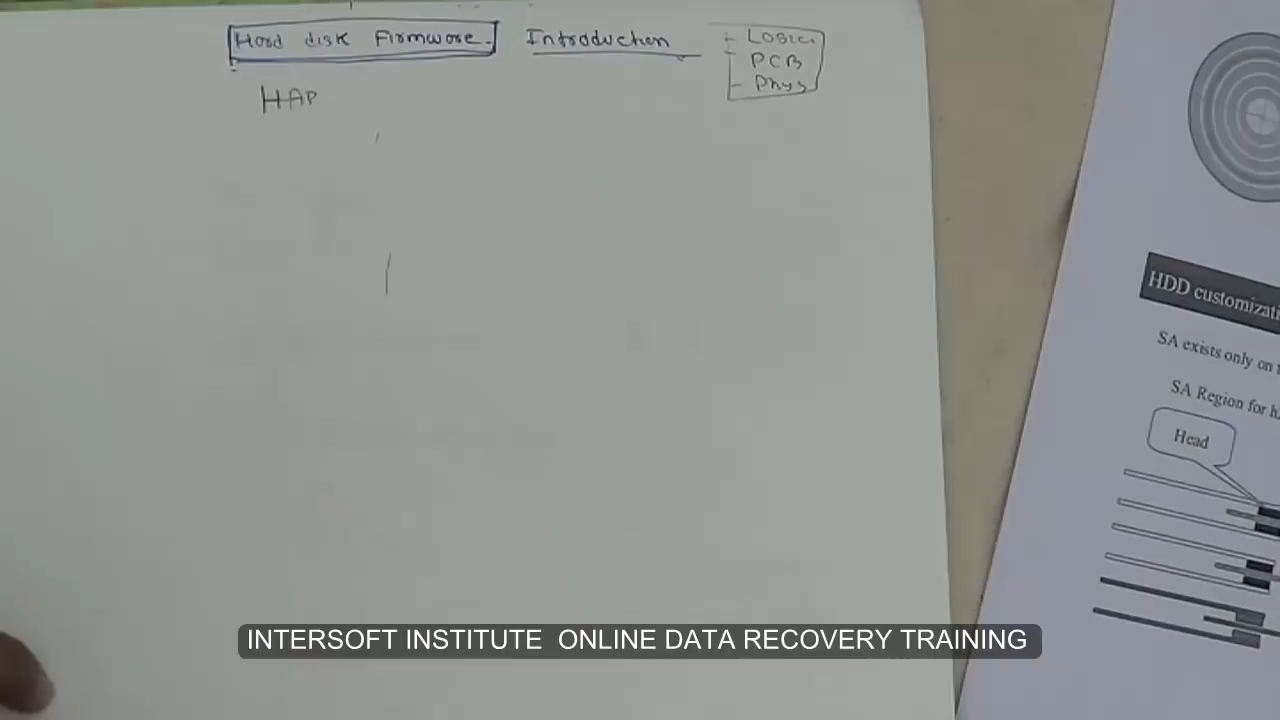 Hard disk Firmware. Introduction
Logical
PCB
Phys
HAP
HDD customizati
SA exists only on
SA Region for h
Head
INTERSOFT INSTITUTE ONLINE DATA RECOVERY TRAINING